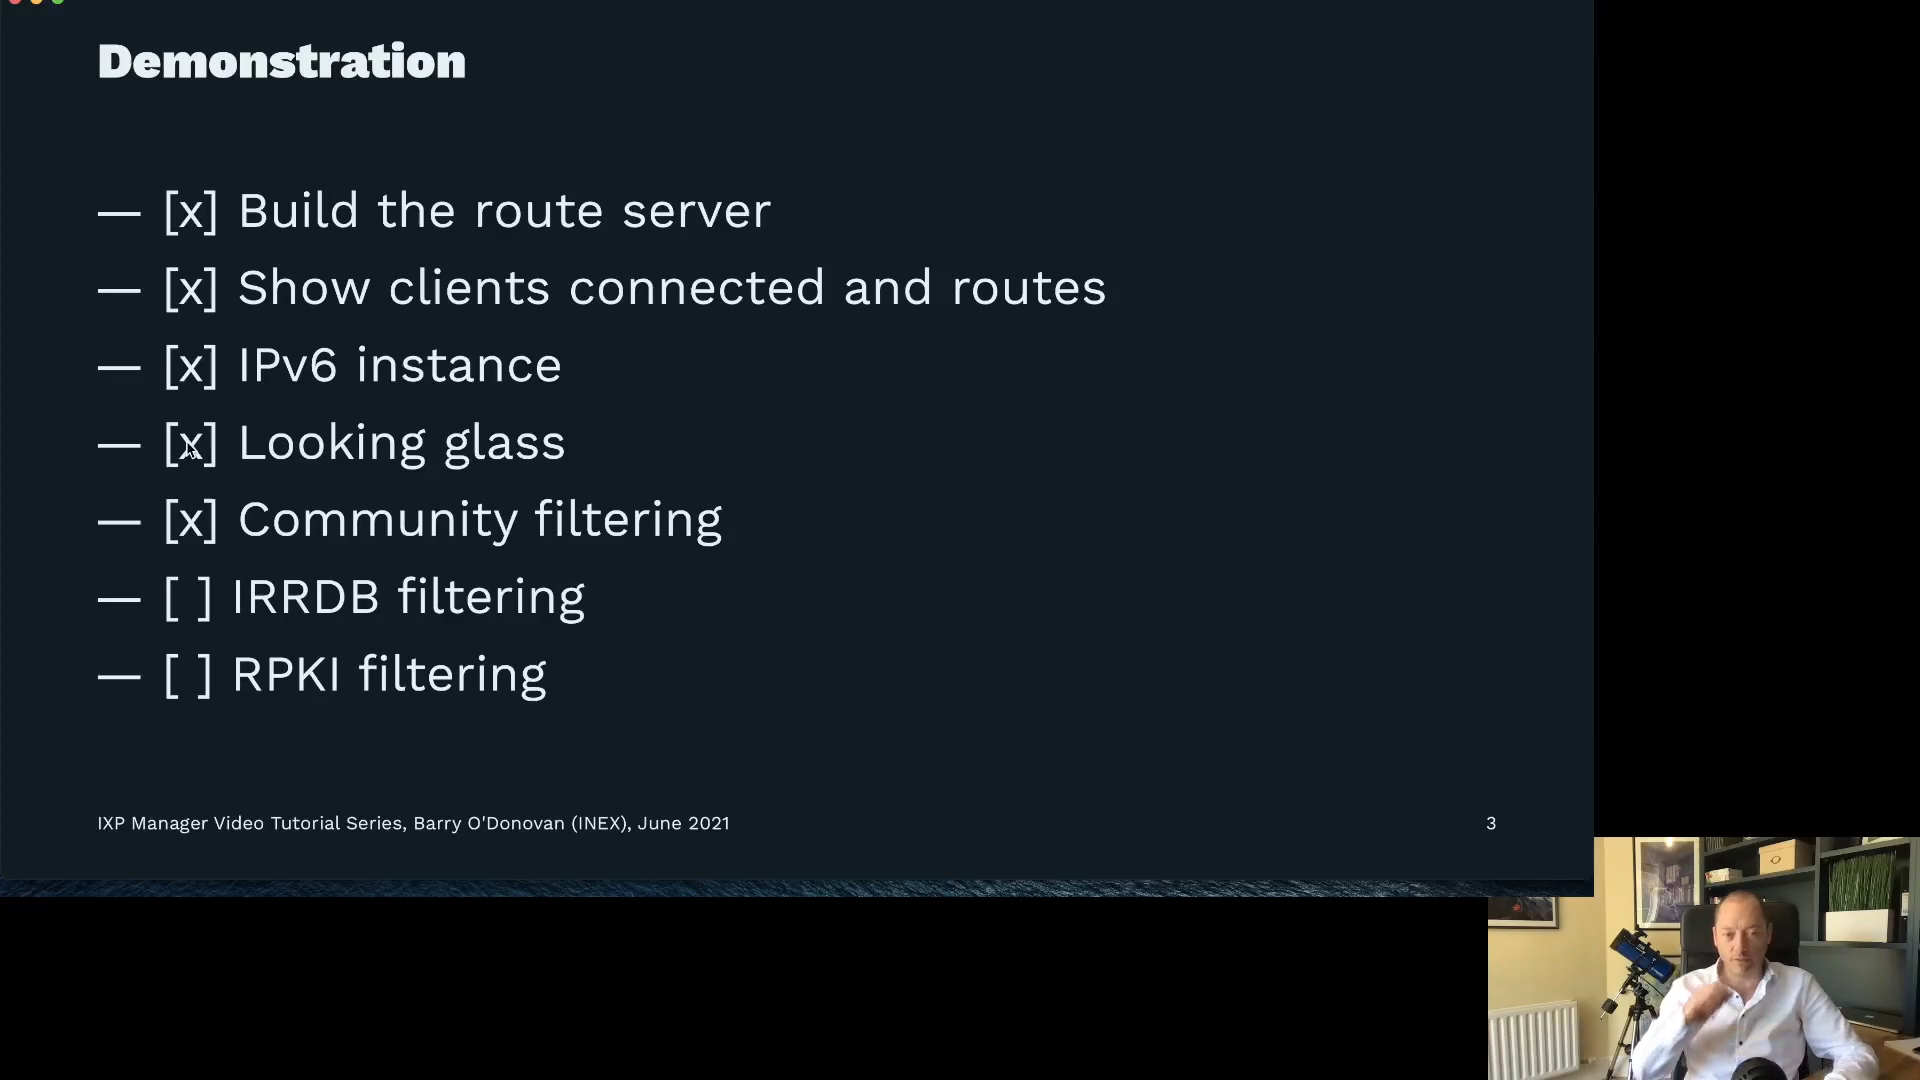 Demonstration
— [x] Build the route server
— [x] Show clients connected and routes
— [x] IPv6 instance
— [x] Looking glass
— [x] Community filtering
— [ ] IRRDB filtering
— [ ] RPKI filtering
IXP Manager Video Tutorial Series, Barry O'Donovan (INEX), June 2021
3